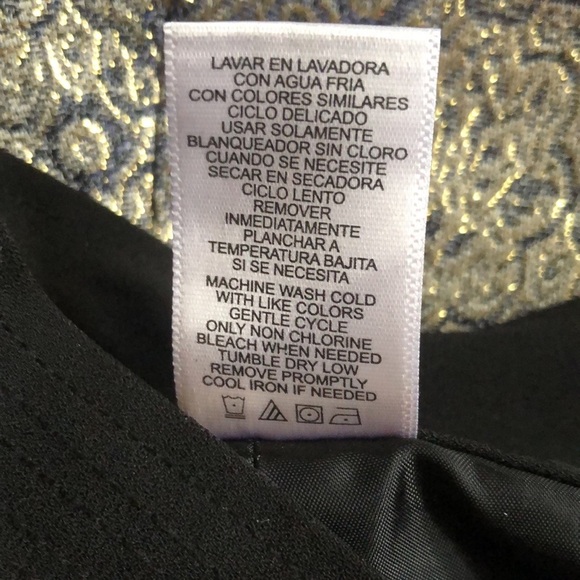 LAVAR EN LAVADORA
CON AGUA FRIA
CON COLORES SIMILARES
CICLO DELICADO
USAR SOLAMENTE
BLANQUEADOR SIN CLORO
CUANDO SE NECESITE
SECAR EN SECADORA
CICLO LENTO
REMOVER
INMEDIATAMENTE
PLANCHAR A
TEMPERATURA BAJITA
SI SE NECESITA
MACHINE WASH COLD
WITH LIKE COLORS
GENTLE CYCLE
ONLY NON CHLORINE
BLEACH WHEN NEEDED
TUMBLE DRY LOW
REMOVE PROMPTLY
COOL IRON IF NEEDED